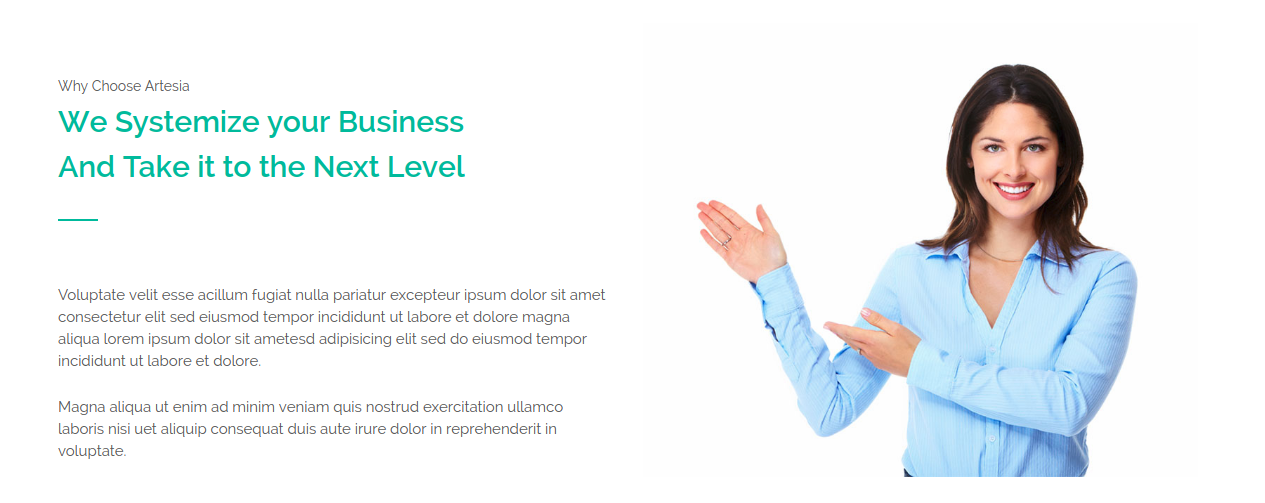 Why Choose Artesia
We Systemize your Business
And Take it to the Next Level
Voluptate velit esse acillum fugiat nulla pariatur excepteur ipsum dolor sit amet
consectetur elit sed eiusmod tempor incididunt ut labore et dolore magna
aliqua lorem ipsum dolor sit ametesd adipisicing elit sed do eiusmod tempor
incididunt ut labore et dolore.
Magna aliqua ut enim ad minim veniam quis nostrud exercitation ullamco
laboris nisi uet aliquip consequat duis aute irure dolor in reprehenderit in
voluptate.